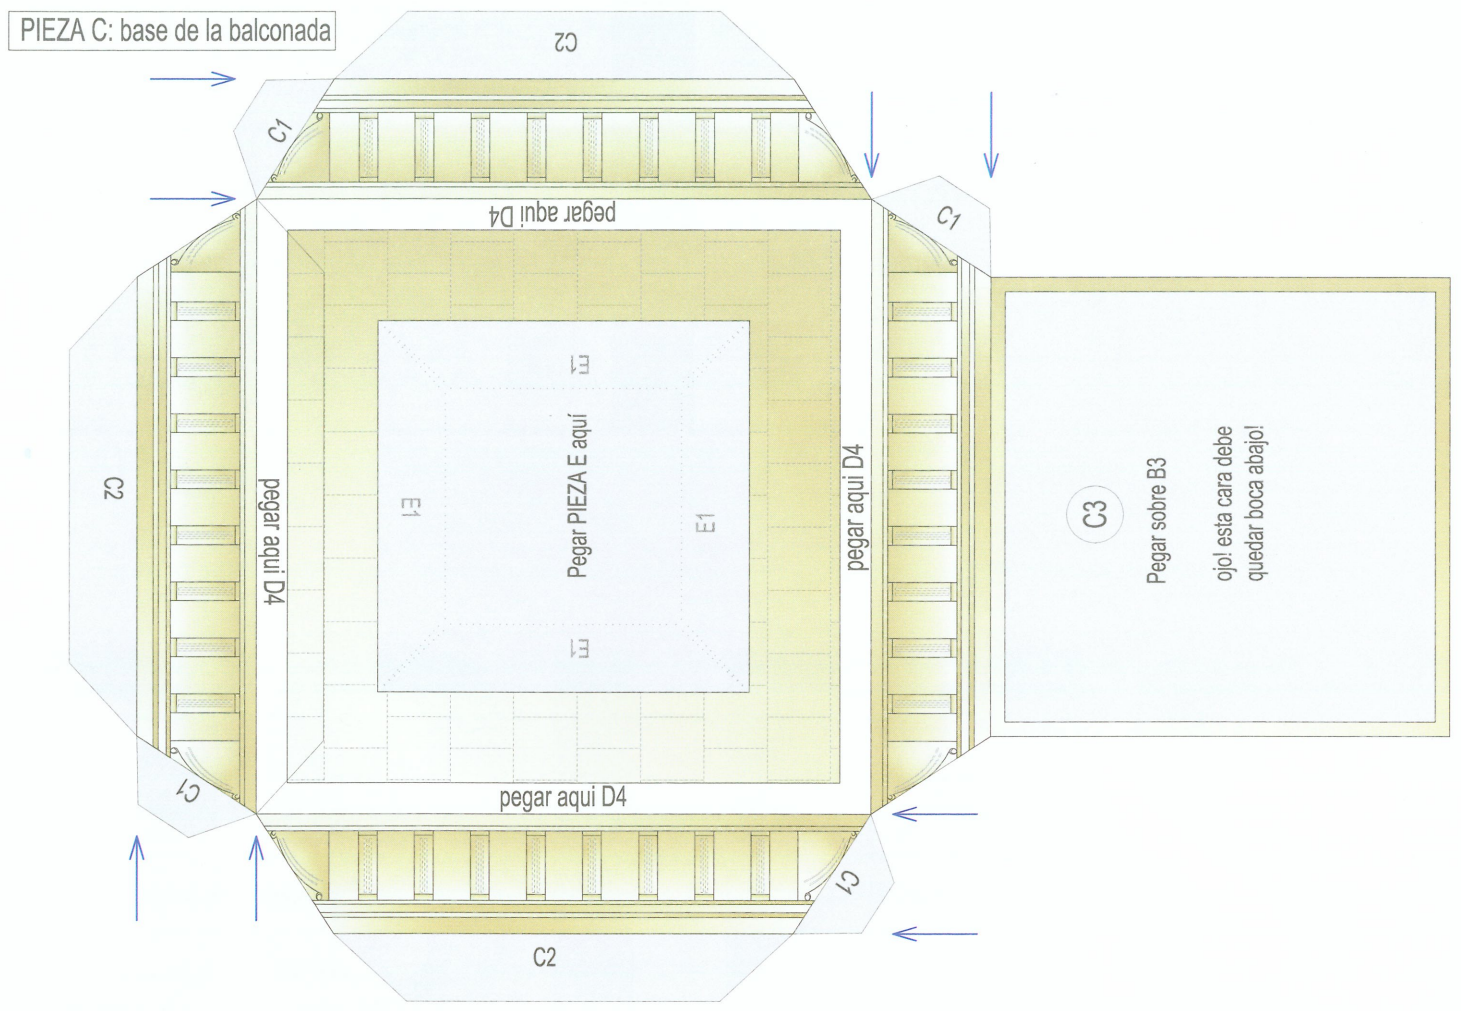 PIEZA C: base de la balconada
C2
C1
pegar aqui D4
C1
E1
Pegar PIEZA E aquí
E1
E1
E1
C2
pegar aqui D4
pegar aqui D4
C3
Pegar sobre B3
ojo! esta cara debe
quedar boca abajo!
C1
pegar aqui D4
C1
C2